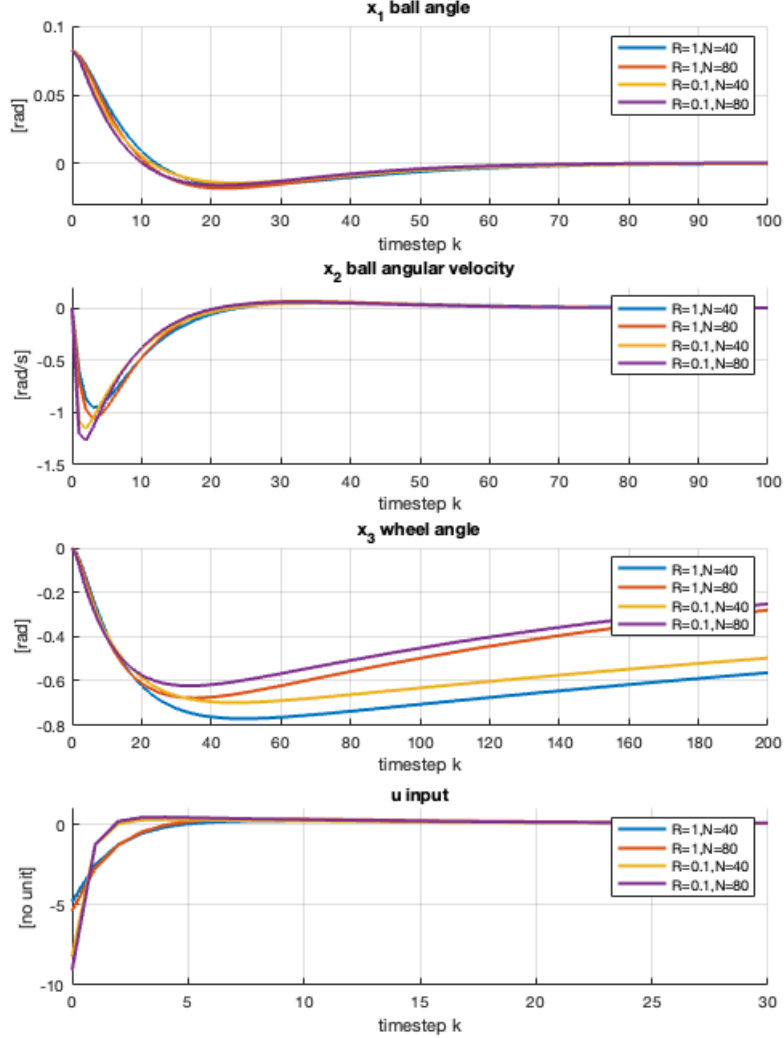 x₁ ball angle
0.1
0.05
0
[rad]
R=1,N=40
R=1,N=80
R=0.1,N=40
R=0.1,N=80
0 10 20 30 40 50 60 70 80 90 100
timestep k
x₂ ball angular velocity
0
-0.5
-1
-1.5
[rad/s]
R=1,N=40
R=1,N=80
R=0.1,N=40
R=0.1,N=80
0 10 20 30 40 50 60 70 80 90 100
timestep k
x₃ wheel angle
0
-0.2
-0.4
-0.6
-0.8
[rad]
R=1,N=40
R=1,N=80
R=0.1,N=40
R=0.1,N=80
0 20 40 60 80 100 120 140 160 180 200
timestep k
u input
0
-5
-10
[no unit]
R=1,N=40
R=1,N=80
R=0.1,N=40
R=0.1,N=80
0 5 10 15 20 25 30
timestep k